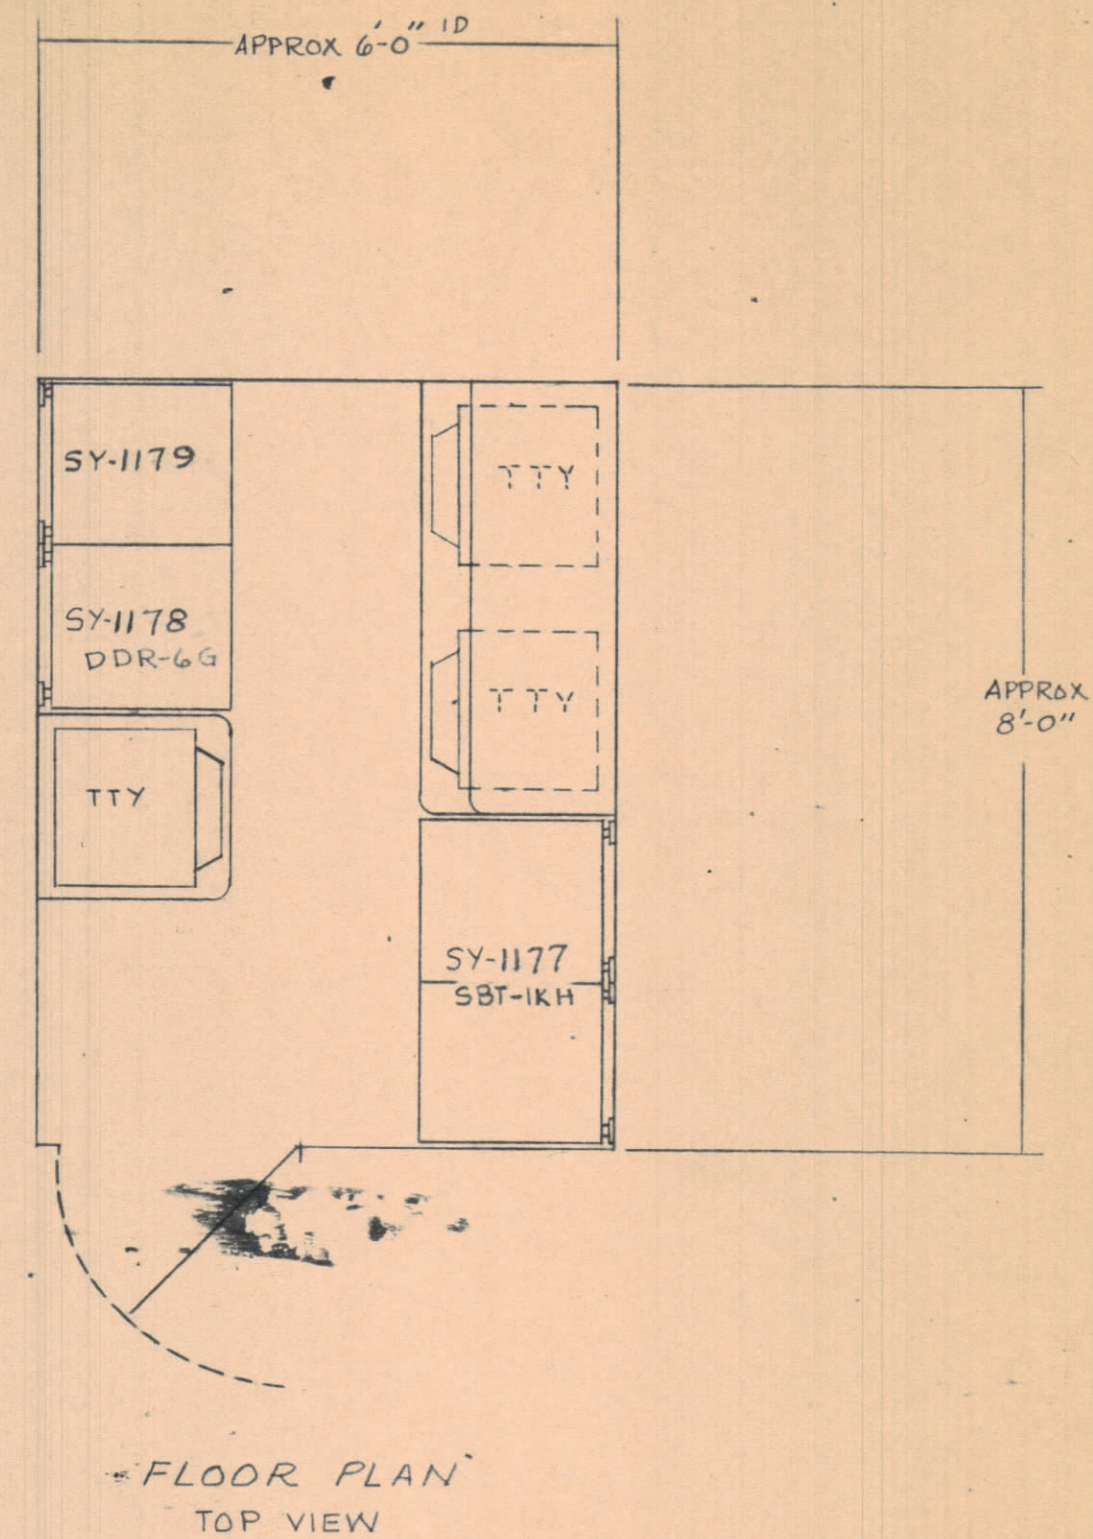 APPROX 6'-0" ID
SY-1179
TTY
SY-1178
DDR-6G
TTY
APPROX
8'-0"
TTY
SY-1177
SBT-1KH
FLOOR PLAN
TOP VIEW